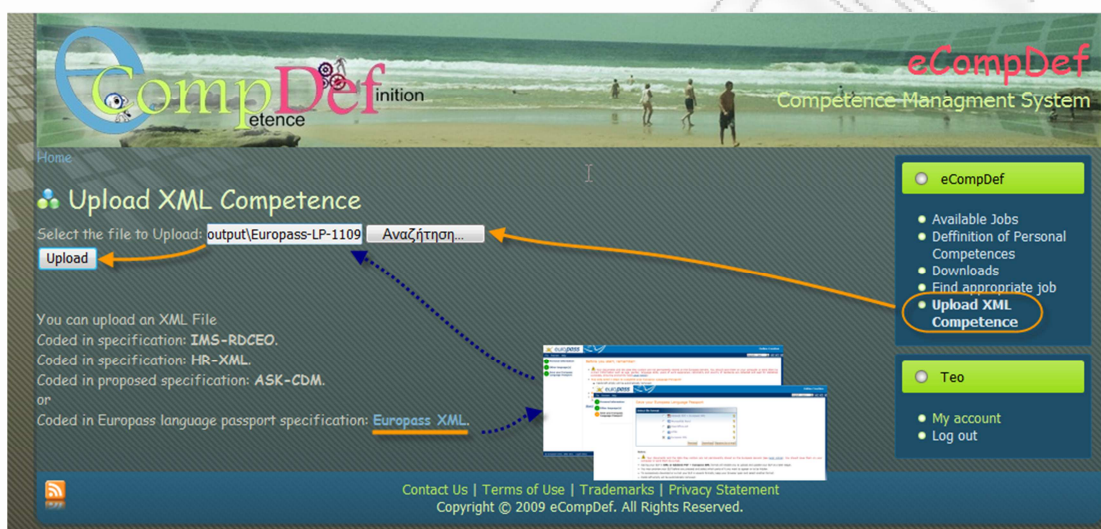 eCompDef
Competence Managment System
eCompDefinition
etence
Home
Upload XML Competence
Select the file to Upload: output\Europass-LP-1109 Αναζήτηση...
Upload
You can upload an XML File
Coded in specification: IMS-RDCEO.
Coded in specification: HR-XML.
Coded in proposed specification: ASK-CDM.
or
Coded in Europass language passport specification: Europass XML.
eCompDef
Available Jobs
Deffinition of Personal
Competences
Downloads
Find appropriate job
Upload XML
Competence
Teo
My account
Log out
europass
europass
Contact Us | Terms of Use | Trademarks | Privacy Statement
Copyright © 2009 eCompDef. All Rights Reserved.